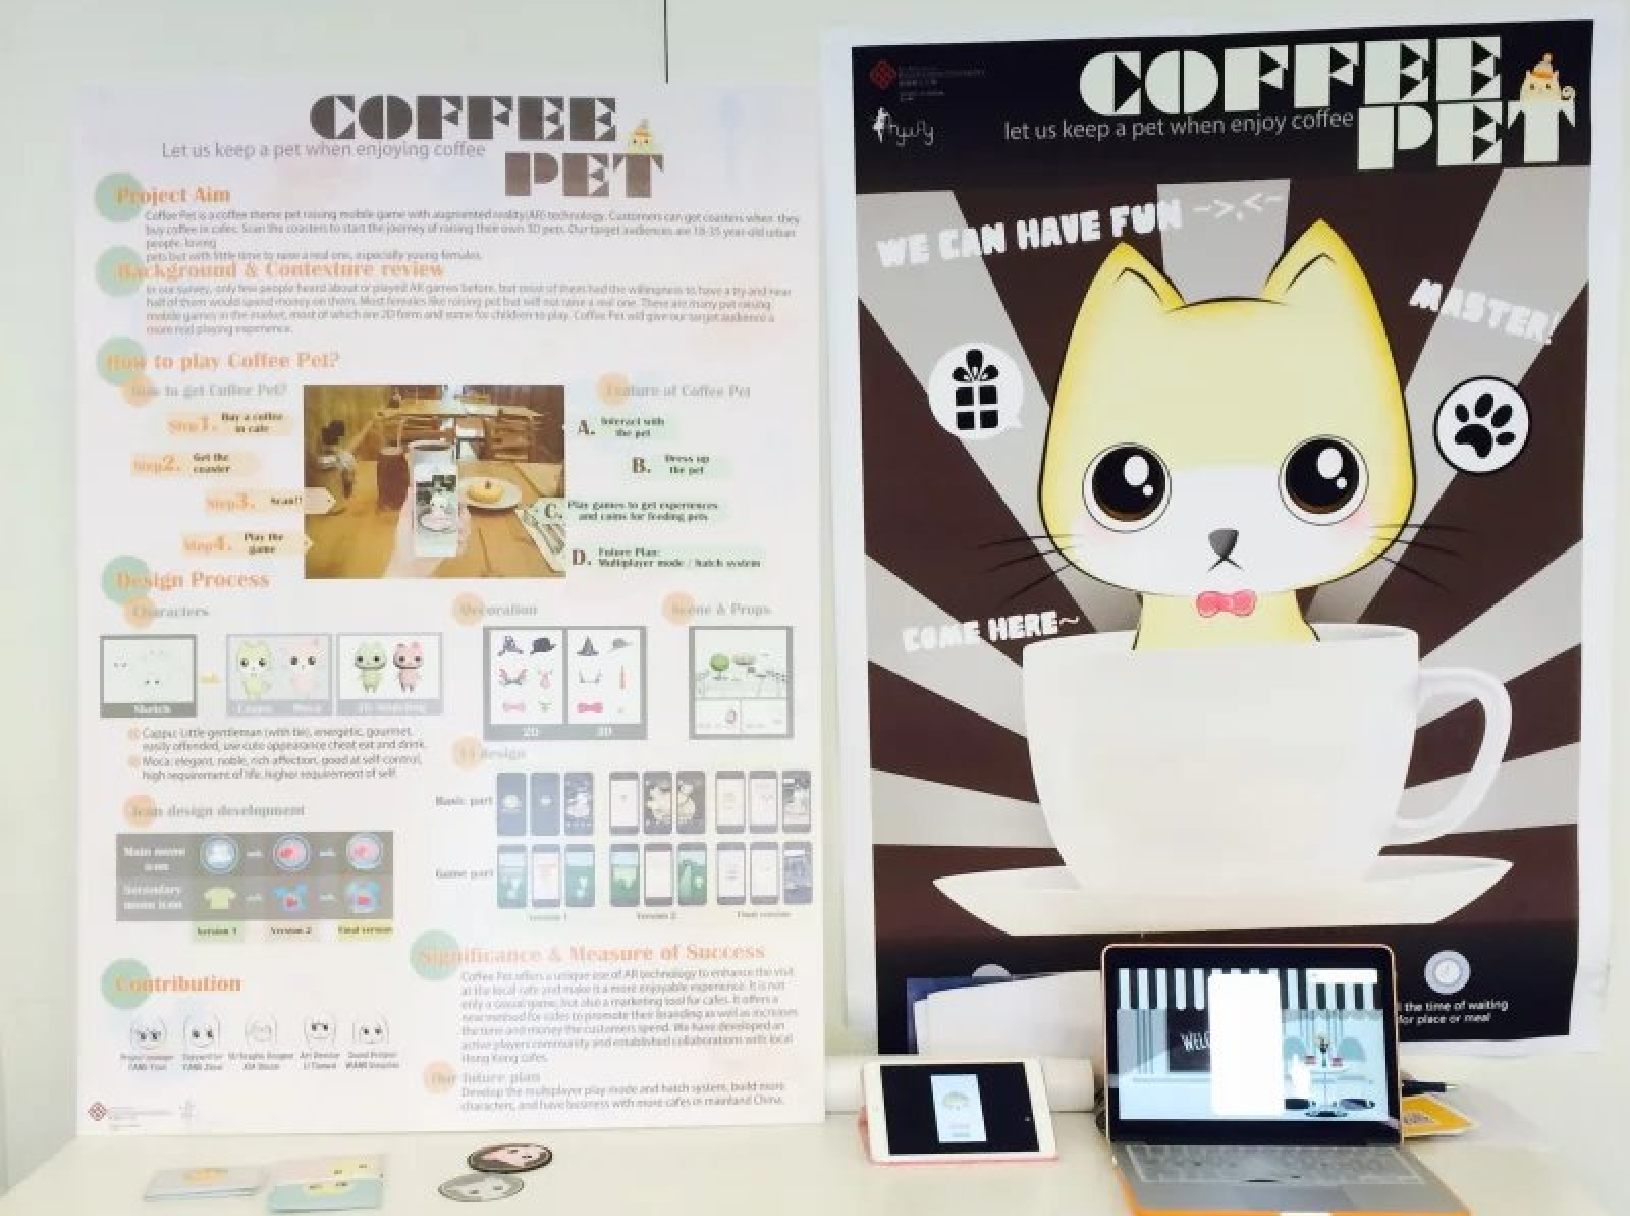 COFFEE
Let us keep a pet when enjoying coffee
PET
Project Aim
Coffee Pet is a coffee theme pet raising mobile game with augmented reality(AR) technology. Customers can get coasters when they
buy coffee in cafes. Scan the coasters to start the journey of raising their own 3D pets. Our target audiences are 18-35 year-old urban
people, loving
pets but with little time to raise a real one, especially young females.
Background & Contexture review
In our survey, only few people heard about or played AR games before, but most of them had the willingness to have a try and near
half of them would spend money on them. Most females like raising pet but will not raise a real one. There are many pet raising
mobile games in the market, most of which are 2D form and some for children to play. Coffee Pet will give our target audience a
more real playing experience.
How to play Coffee Pet?
How to get Coffee Pet?
Step1. Buy a coffee
in cafe
Step2. Get the
coaster
Step3. Scan!!
Step4. Play the
game
Feature of Coffee Pet
A. Interact with
the pet
B. Dress up
the pet
C. Play games to get experiences
and coins for feeding pets
D. Future Plan:
Multiplayer mode / hatch system
Design Process
Characters
Sketch
Cappu Moca
3D Modeling
Cappu: Little gentleman (with tie), energetic, gourmet,
easily offended, use cute appearance cheat eat and drink.
Moca: elegant, noble, rich affection, good at self-control,
high requirement of life, higher requirement of self.
Decoration
2D 3D
Scene & Props
UI design
Basic part
Game part
Version 1 Version 2 Final version
Icon design development
Main menu
icon
Secondary
menu icon
Version 1 Version 2 Final version
Contribution
Project manager
Copywriter
Art Director
Sound
Significance & Measure of Success
Coffee Pet offers a unique use of AR technology to enhance the visit
at the local cafe and make it a more enjoyable experience. It is not
only a casual game, but also a marketing tool for cafes. It offers a
new method for cafes to promote their branding as well as increases
the time and money the customers spend. We have developed an
active players community and established collaborations with local
Hong Kong cafes.
Our future plan
Develop the multiplayer play mode and hatch system, build more
characters, and have business with more cafes or mainland China.
COFFEE
let us keep a pet when enjoy coffee
PET
WE CAN HAVE FUN ~>,<~
MASTER!
COME HERE~
the time of waiting
for place or meal